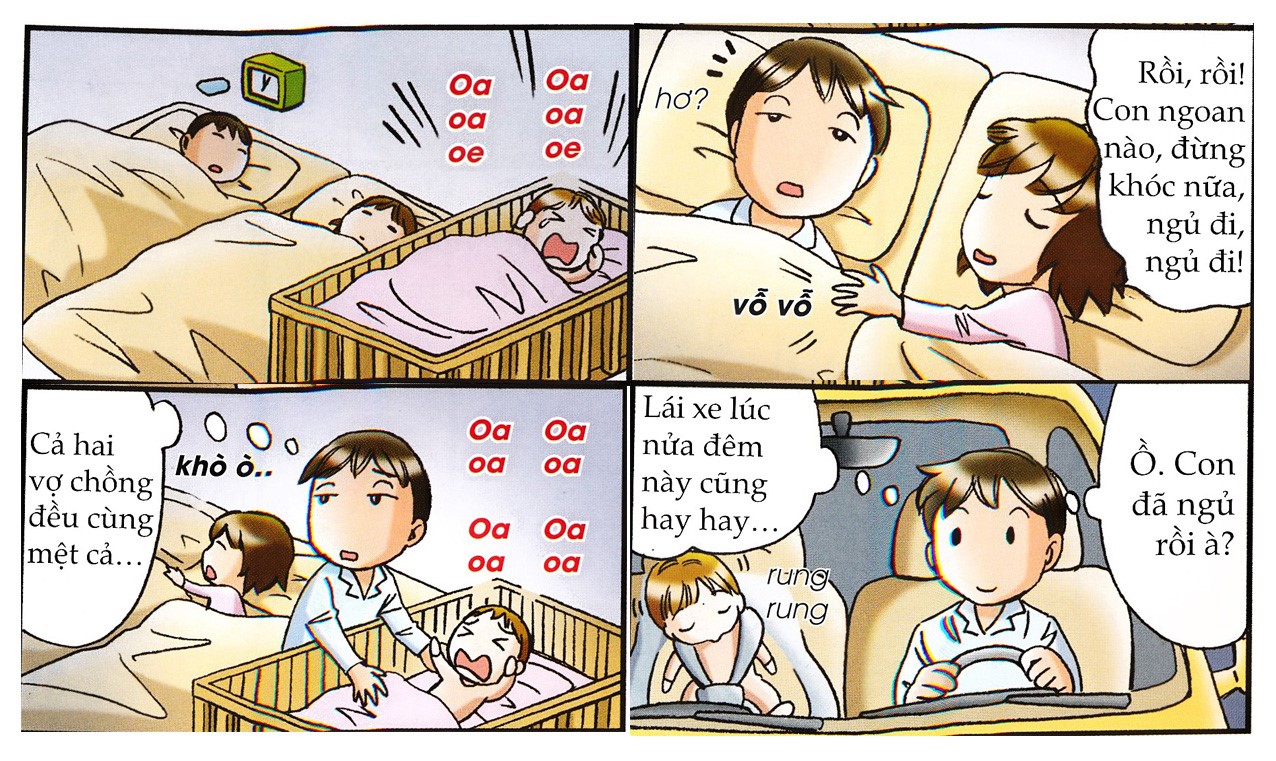 Oa
oa
oe
Oa
oa
oe
hơ?
Rồi, rồi!
Con ngoan
nào, đừng
khóc nữa,
ngủ đi,
ngủ đi!
vỗ vỗ
Cả hai
vợ chồng
đều cùng
mệt cả...
khò ò..
Oa
oa
Oa
oa
Oa
oa
Oa
oa
Lái xe lúc
nửa đêm
này cũng
hay hay...
rung
rung
Ồ. Con
đã ngủ
rồi à?